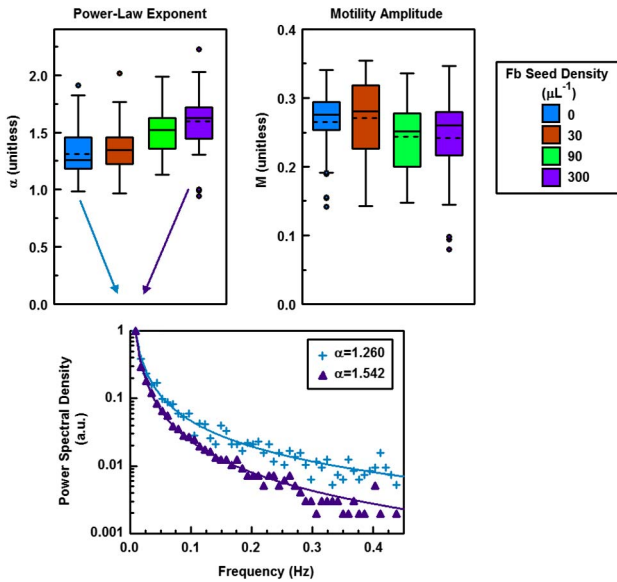 Power-Law Exponent
2.0
1.5
1.0
0.5
0.0
α (unitless)
Motility Amplitude
0.4
0.3
0.2
0.1
0.0
M (unitless)
Fb Seed Density
(μL⁻¹)
0
30
90
300
1
0.1
0.01
0.001
Power Spectral Density
(a.u.)
α=1.260
α=1.542
0.0
0.1
0.2
0.3
0.4
Frequency (Hz)